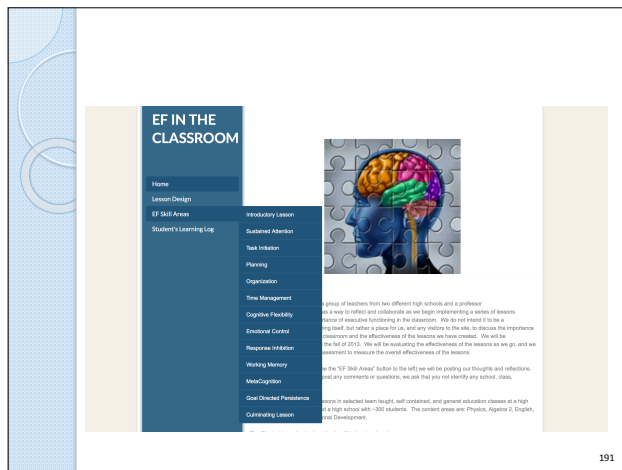 EF IN THE
CLASSROOM
Home
Lesson Design
EF Skill Areas
Student's Learning Log
Introductory Lesson
Sustained Attention
Task Initiation
Planning
Organization
Time Management
Cognitive Flexibility
Emotional Control
Response Inhibition
Working Memory
MetaCognition
Goal Directed Persistence
Culminating Lesson
group of teachers from two different high schools and a professor
as a way to reflect and collaborate as we begin implementing a series of lessons
rtance of executive functioning in the classroom. We do not intend it to be a
ing itself, but rather a place for us, and any visitors to the site, to discuss the importance
classroom and the effectiveness of the lessons we have created. We will be
the fall of 2013. We will be evaluating the effectiveness of the lessons as we go, and we
assessment to measure the overall effectiveness of the lessons.
the "EF Skill Areas" button to the left) we will be posting our thoughts and reflections.
post any comments or questions, we ask that you not identify any school, class,
ssons in selected team taught, self contained, and general education classes at a high
d a high school with ~300 students. The content areas are: Physics, Algebra 2, English,
onal Development.
191